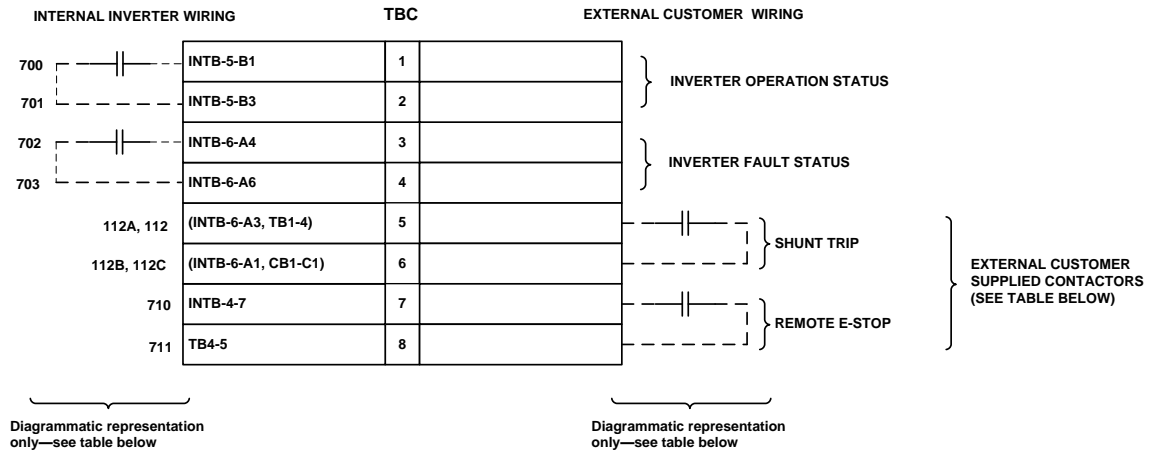 INTERNAL INVERTER WIRING TBC EXTERNAL CUSTOMER WIRING
700 INTB-5-B1 1
INVERTER OPERATION STATUS
701 INTB-5-B3 2
702 INTB-6-A4 3
INVERTER FAULT STATUS
703 INTB-6-A6 4
112A, 112 (INTB-6-A3, TB1-4) 5
SHUNT TRIP
112B, 112C (INTB-6-A1, CB1-C1) 6
EXTERNAL CUSTOMER
SUPPLIED CONTACTORS
(SEE TABLE BELOW)
710 INTB-4-7 7
REMOTE E-STOP
711 TB4-5 8
Diagrammatic representation
only—see table below
Diagrammatic representation
only—see table below